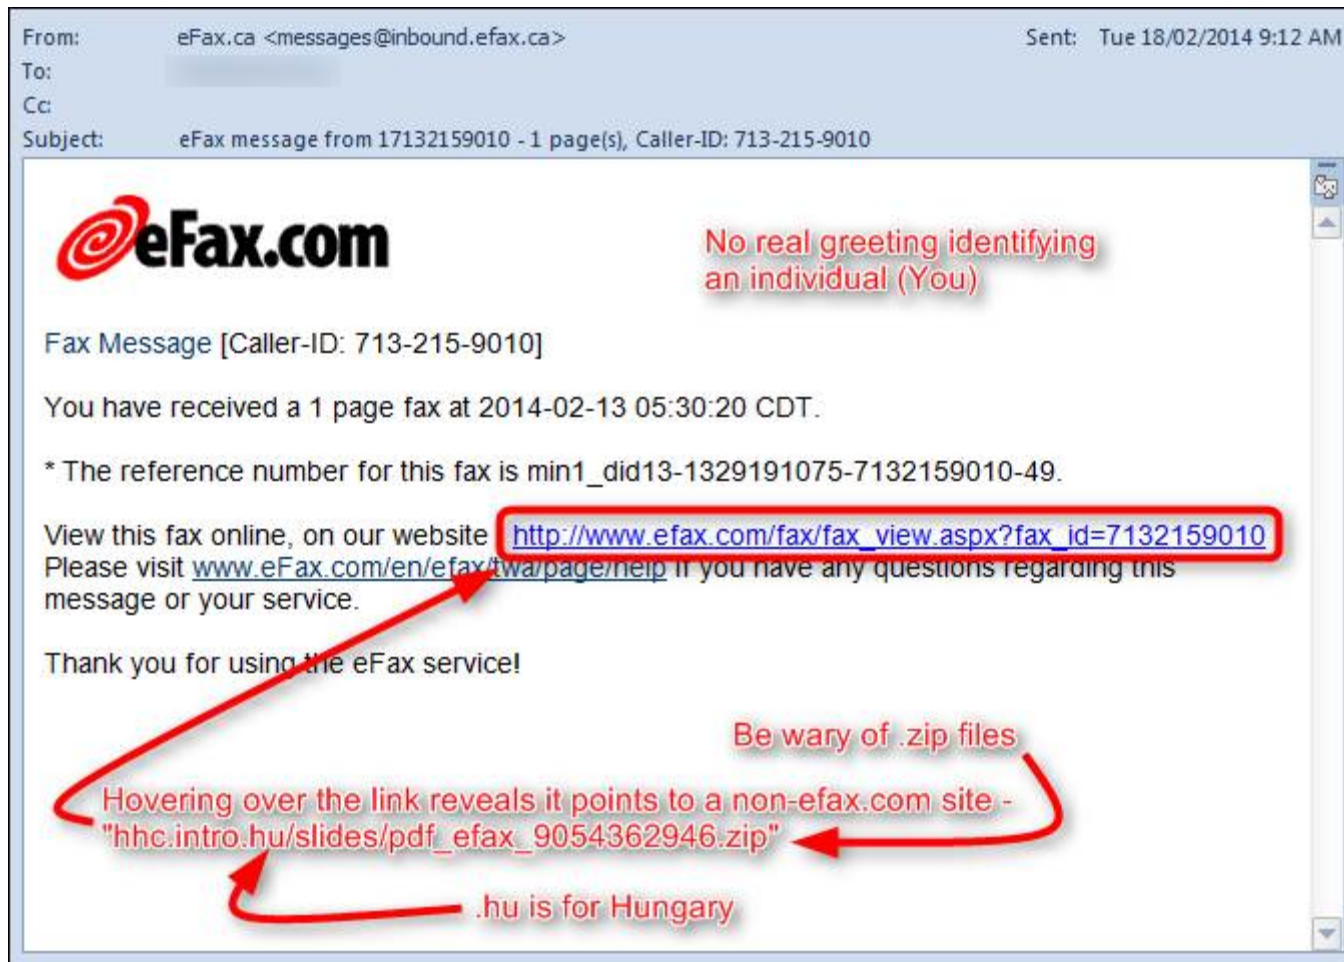 From: eFax.ca <messages@inbound.efax.ca> Sent: Tue 18/02/2014 9:12 AM
To:
Cc:
Subject: eFax message from 17132159010 - 1 page(s), Caller-ID: 713-215-9010
eFax.com
No real greeting identifying
an individual (You)
Fax Message [Caller-ID: 713-215-9010]
You have received a 1 page fax at 2014-02-13 05:30:20 CDT.
* The reference number for this fax is min1_did13-1329191075-7132159010-49.
View this fax online, on our website http://www.efax.com/fax/fax_view.aspx?fax_id=7132159010
Please visit www.eFax.com/en/efax/twa/page/help if you have any questions regarding this
message or your service.
Thank you for using the eFax service!
Be wary of .zip files
Hovering over the link reveals it points to a non-efax.com site -
"hhc.intro.hu/slides/pdf_efax_9054362946.zip"
.hu is for Hungary